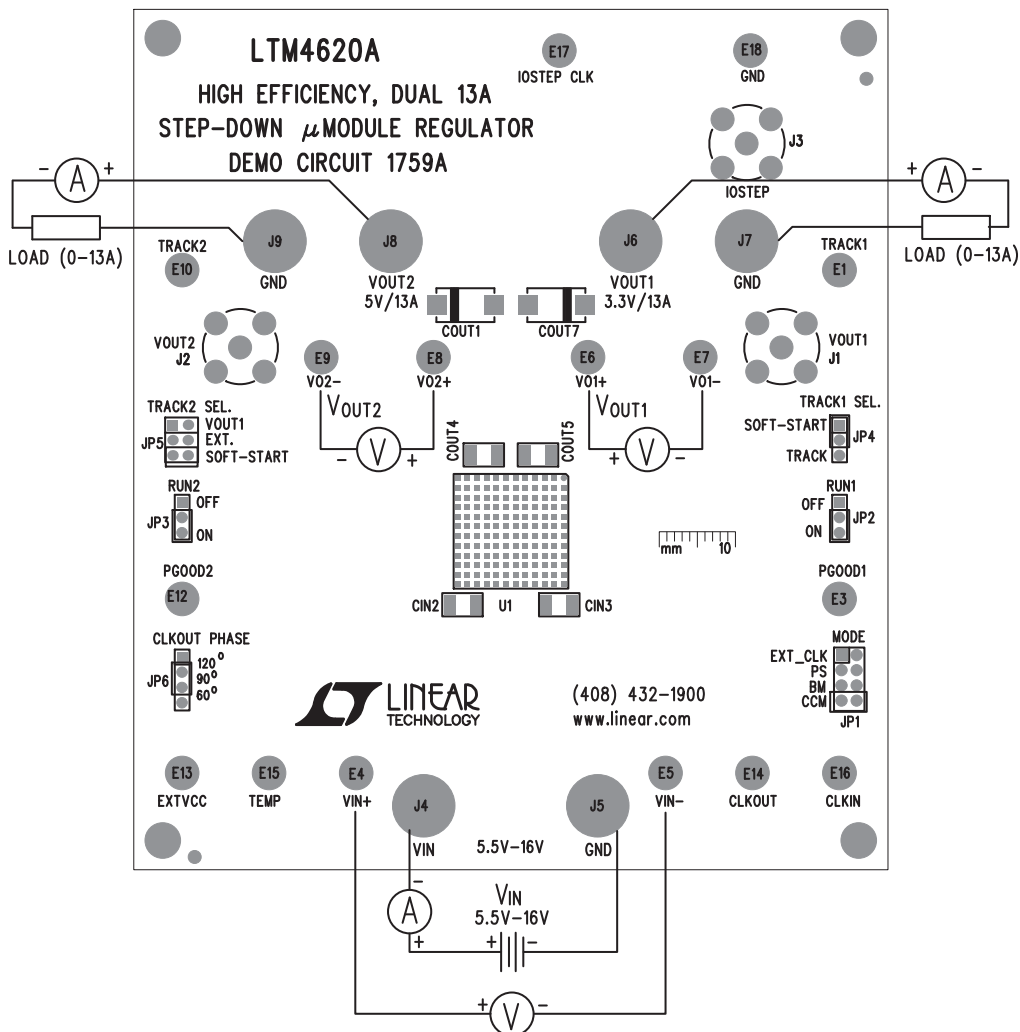 LTM4620A
HIGH EFFICIENCY, DUAL 13A
STEP-DOWN µMODULE REGULATOR
DEMO CIRCUIT 1759A
E17
IOSTEP CLK
E18
GND
J3
IOSTEP
- A +
LOAD (0-13A)
+ A -
LOAD (0-13A)
TRACK2
E10
J9
GND
J8
VOUT2
5V/13A
J6
VOUT1
3.3V/13A
J7
GND
TRACK1
E1
COUT1
COUT7
VOUT2
J2
VOUT1
J1
E9
VO2-
E8
VO2+
E6
VO1+
E7
VO1-
VOUT2
- V +
VOUT1
+ V -
COUT4
COUT5
TRACK2 SEL.
VOUT1
JP5 EXT.
SOFT-START
TRACK1 SEL.
SOFT-START
JP4
TRACK
RUN2
OFF
JP3
ON
RUN1
OFF
JP2
ON
mm 10
PGOOD2
E12
PGOOD1
E3
CIN2
U1
CIN3
CLKOUT PHASE
120°
JP6 90°
60°
MODE
EXT_CLK
PS
BM
CCM
JP1
LINEAR
TECHNOLOGY
(408) 432-1900
www.linear.com
E13
EXTVCC
E15
TEMP
E4
VIN+
J4
VIN
5.5V-16V
J5
GND
E5
VIN-
E14
CLKOUT
E16
CLKIN
-
A
+
VIN
5.5V-16V
+ -
+ V -